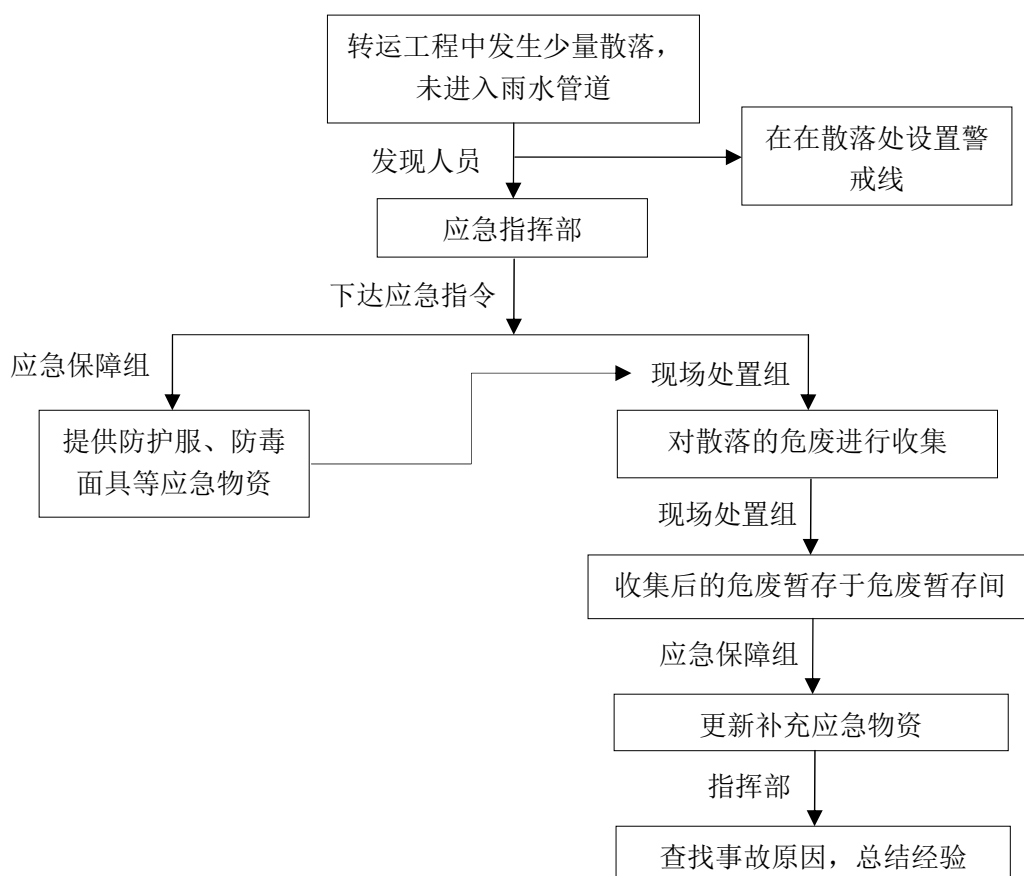 转运工程中发生少量散落，
未进入雨水管道
发现人员
在在散落处设置警
戒线
应急指挥部
下达应急指令
应急保障组
现场处置组
提供防护服、防毒
面具等应急物资
对散落的危废进行收集
现场处置组
收集后的危废暂存于危废暂存间
应急保障组
更新补充应急物资
指挥部
查找事故原因，总结经验